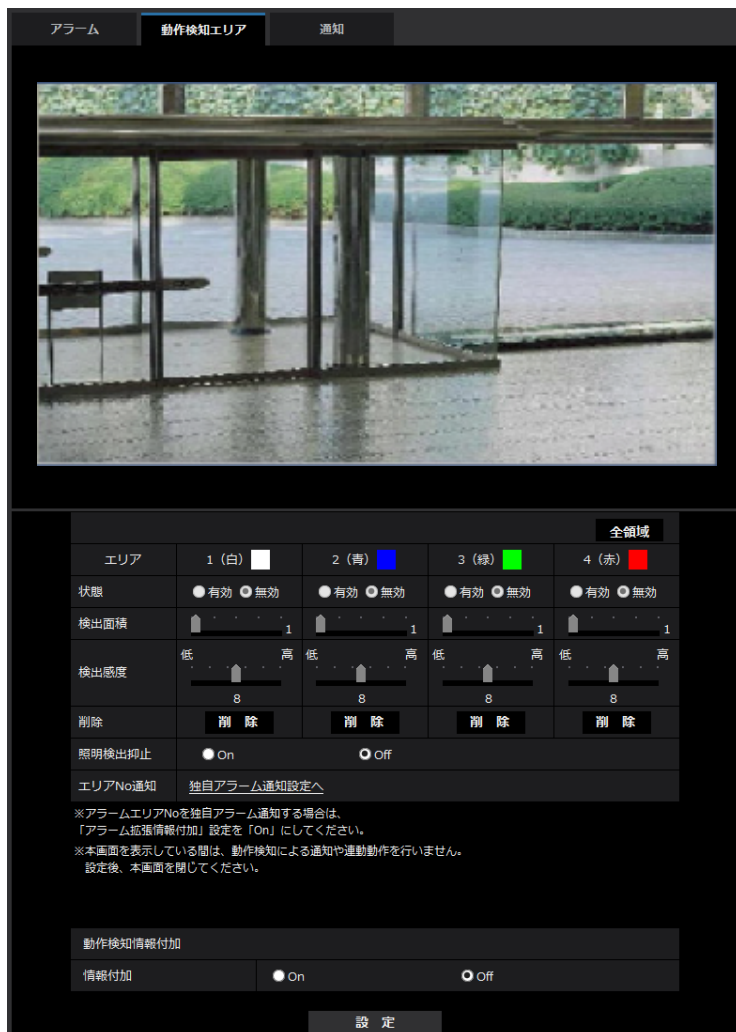 アラーム 動作検知エリア 通知
全領域
エリア 1（白） 2（青） 3（緑） 4（赤）
状態 有効 無効 有効 無効 有効 無効 有効 無効
検出面積 1 1 1 1
低 高 低 高 低 高 低 高
検出感度
8 8 8 8
削除 削 除 削 除 削 除 削 除
照明検出抑止 On Off
エリアNo通知 独自アラーム通知設定へ
※アラームエリアNoを独自アラーム通知する場合は、
「アラーム拡張情報付加」設定を「On」にしてください。
※本画面を表示している間は、動作検知による通知や連動動作を行いません。
設定後、本画面を閉じてください。
動作検知情報付加
情報付加 On Off
設 定